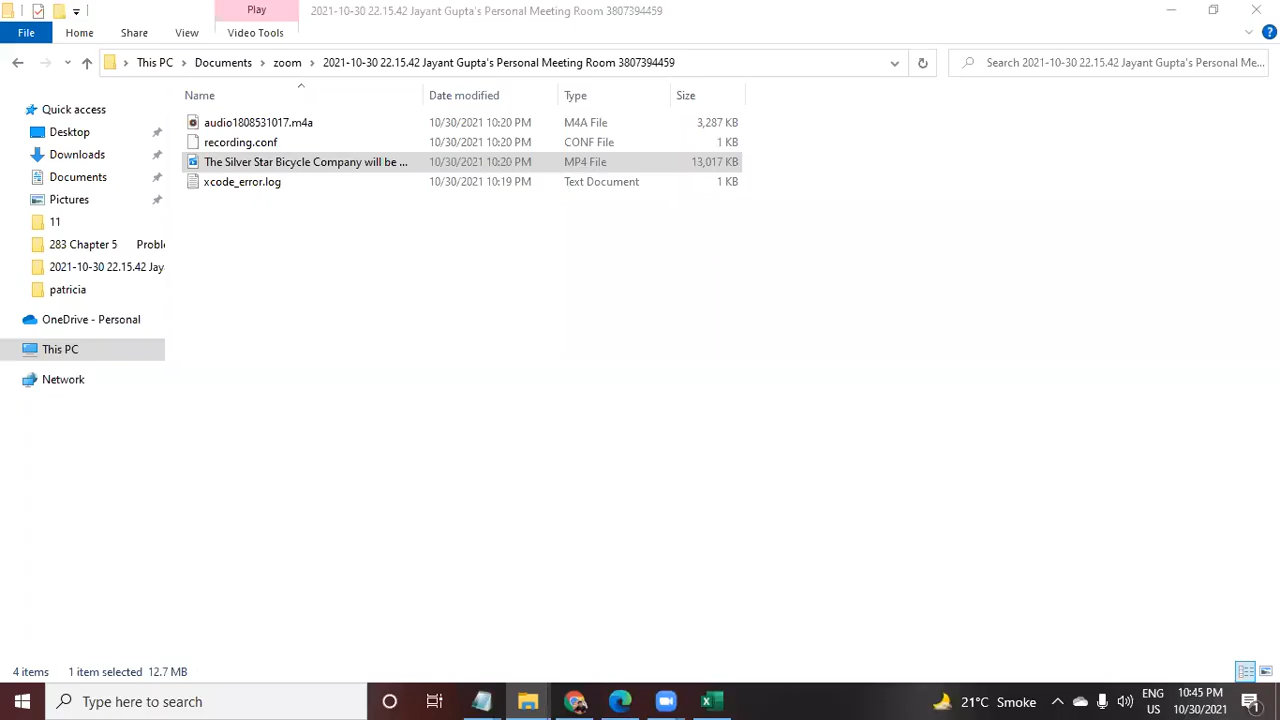 Play
2021-10-30 22.15.42 Jayant Gupta's Personal Meeting Room 3807394459
File
Home
Share
View
Video Tools
This PC
Documents
zoom
2021-10-30 22.15.42 Jayant Gupta's Personal Meeting Room 3807394459
Search 2021-10-30 22.15.42 Jayant Gupta's Personal Me...
Name
Date modified
Type
Size
audio1808531017.m4a 10/30/2021 10:20 PM M4A File 3,287 KB
recording.conf 10/30/2021 10:20 PM CONF File 1 KB
The Silver Star Bicycle Company will be ... 10/30/2021 10:20 PM MP4 File 13,017 KB
xcode_error.log 10/30/2021 10:19 PM Text Document 1 KB
Quick access
Desktop
Downloads
Documents
Pictures
11
283 Chapter 5 Proble
2021-10-30 22.15.42 Jay
patricia
OneDrive - Personal
This PC
Network
4 items 1 item selected 12.7 MB
Type here to search
21°C Smoke
ENG
US
10:45 PM
10/30/2021
1